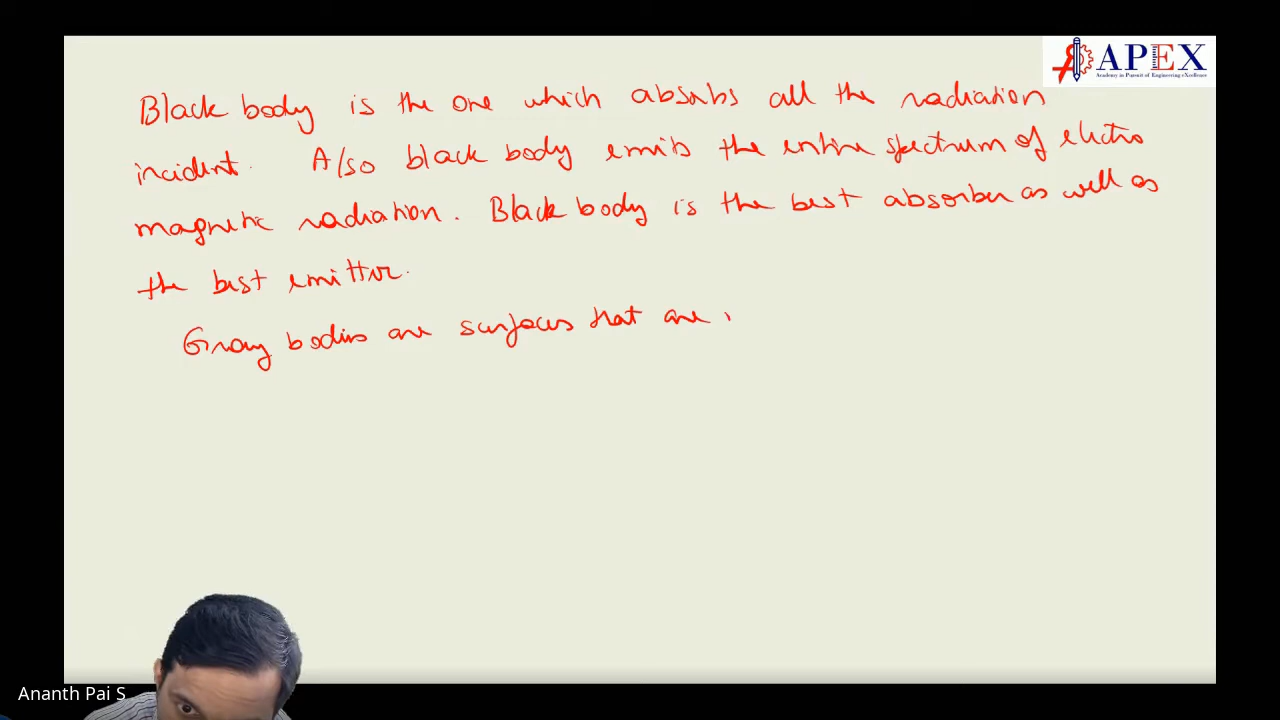 APEX
Academy in Pursuit of Engineering eXcellence
Black body is the one which absorbs all the radiation
incident. Also black body emits the entire spectrum of electro
magnetic radiation. Black body is the best absorber as well as
the best emitter.
Gray bodies are surfaces that are
Ananth Pai S